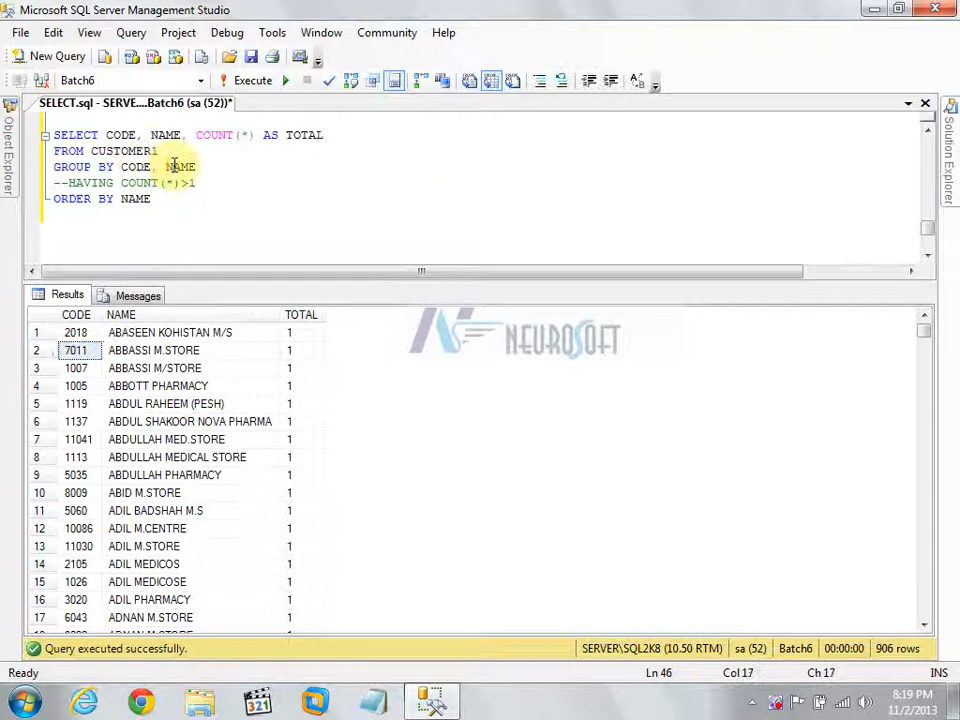 Microsoft SQL Server Management Studio
File Edit View Query Project Debug Tools Window Community Help
New Query
Batch6 Execute
SELECT.sql - SERVE....Batch6 (sa (52))*
Object Explorer
Solution Explorer
SELECT CODE, NAME, COUNT(*) AS TOTAL
FROM CUSTOMER1
GROUP BY CODE, NAME
--HAVING COUNT(*)>1
ORDER BY NAME
Results Messages
NEUROSOFT
CODE NAME TOTAL
1 2018 ABASEEN KOHISTAN M/S 1
2 7011 ABBASSI M.STORE 1
3 1007 ABBASSI M/STORE 1
4 1005 ABBOTT PHARMACY 1
5 1119 ABDUL RAHEEM (PESH) 1
6 1137 ABDUL SHAKOOR NOVA PHARMA 1
7 11041 ABDULLAH MED.STORE 1
8 1113 ABDULLAH MEDICAL STORE 1
9 5035 ABDULLAH PHARMACY 1
10 8009 ABID M.STORE 1
11 5060 ADIL BADSHAH M.S 1
12 10086 ADIL M.CENTRE 1
13 11030 ADIL M.STORE 1
14 2105 ADIL MEDICOS 1
15 1026 ADIL MEDICOSE 1
16 3020 ADIL PHARMACY 1
17 6043 ADNAN M.STORE 1
Query executed successfully. SERVER\SQL2K8 (10.50 RTM) sa (52) Batch6 00:00:00 906 rows
Ready Ln 46 Col 17 Ch 17 INS
321
8:19 PM
11/2/2013